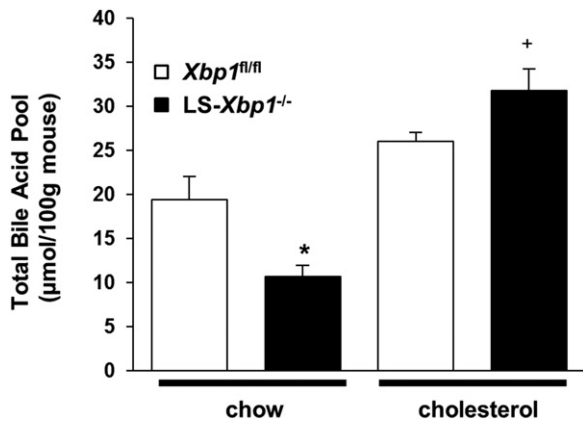 Total Bile Acid Pool
(µmol/100g mouse)
40
35
30
25
20
15
10
5
0
Xbp1fl/fl
LS-Xbp1-/-
*
+
chow
cholesterol